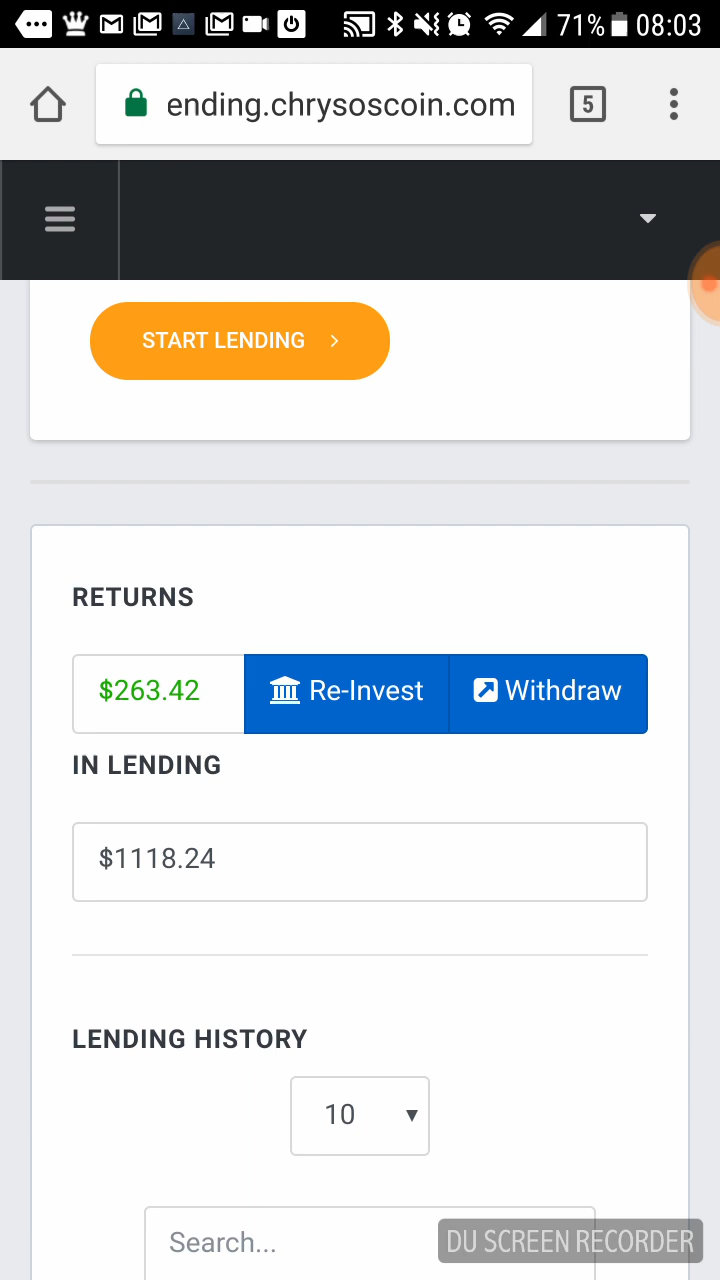 71% 08:03
ending.chrysoscoin.com 5
START LENDING
RETURNS
$263.42 Re-Invest Withdraw
IN LENDING
$1118.24
LENDING HISTORY
10
Search...
DU SCREEN RECORDER